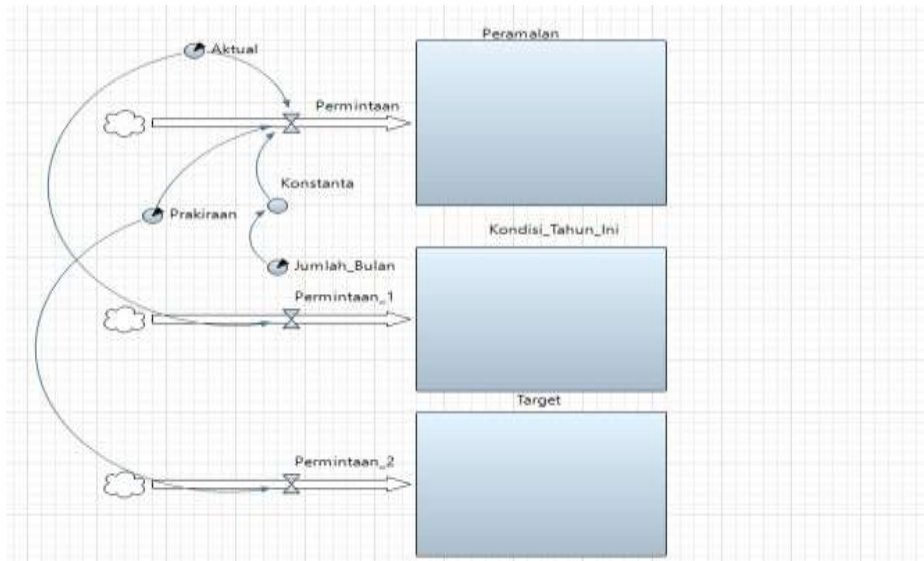 Peramalan
Aktual
Permintaan
Konstanta
Prakiraan
Kondisi_Tahun_Ini
Jumlah_Bulan
Permintaan_1
Target
Permintaan_2